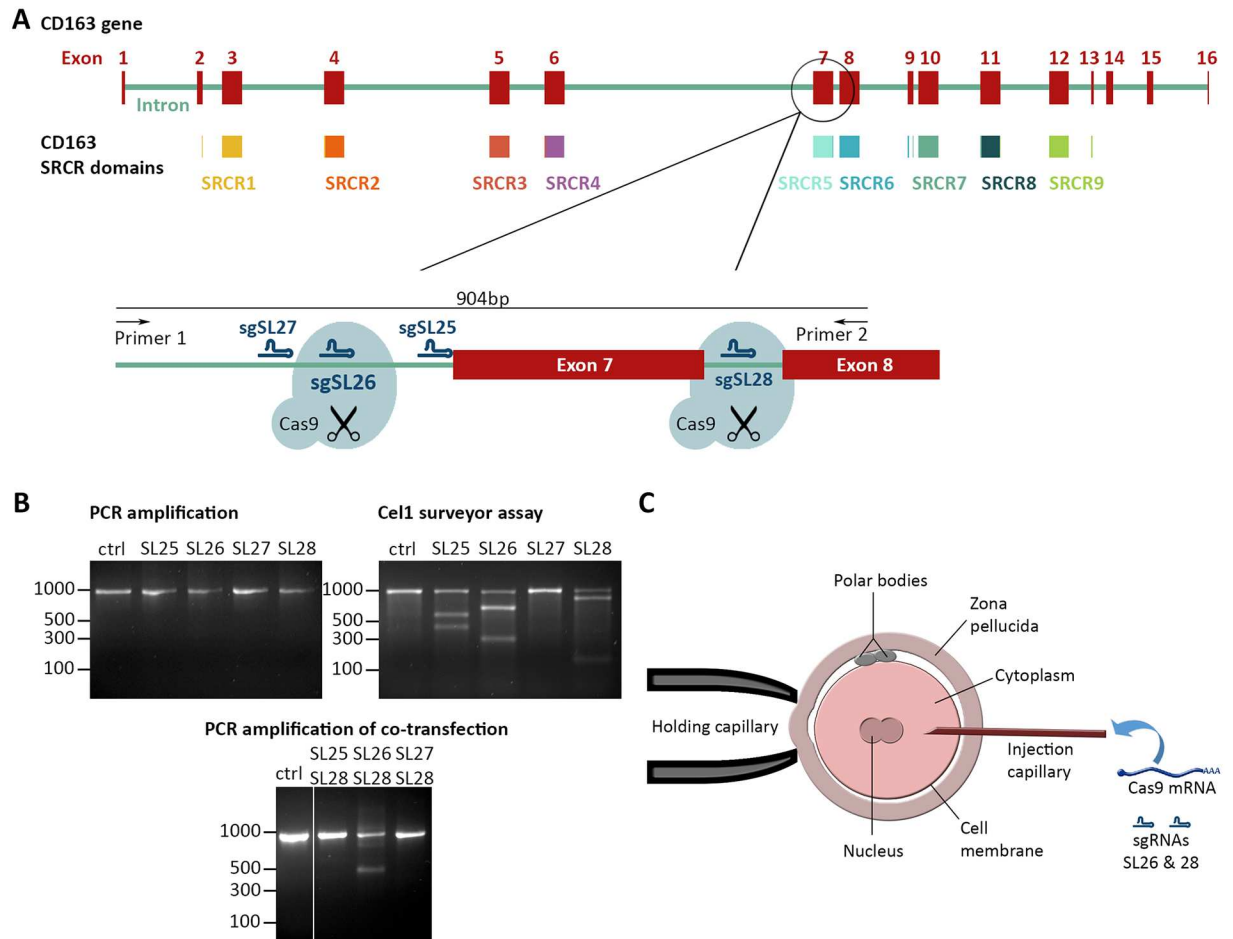 A CD163 gene
Exon 1 2 3 4 5 6 7 8 9 10 11 12 13 14 15 16
Intron
CD163
SRCR domains
SRCR1 SRCR2 SRCR3 SRCR4 SRCR5 SRCR6 SRCR7 SRCR8 SRCR9
904bp
Primer 1
Primer 2
sgSL27
sgSL25
sgSL26
sgSL28
Exon 7
Exon 8
Cas9
Cas9
B
PCR amplification
ctrl SL25 SL26 SL27 SL28
1000
500
300
100
Cel1 surveyor assay
ctrl SL25 SL26 SL27 SL28
1000
500
300
100
PCR amplification of co-transfection
SL25 SL26 SL27
ctrl SL28 SL28 SL28
1000
500
300
100
C
Polar bodies
Zona
pellucida
Cytoplasm
Holding capillary
Injection
capillary
AAA
Cas9 mRNA
sgRNAs
SL26 & 28
Cell
membrane
Nucleus